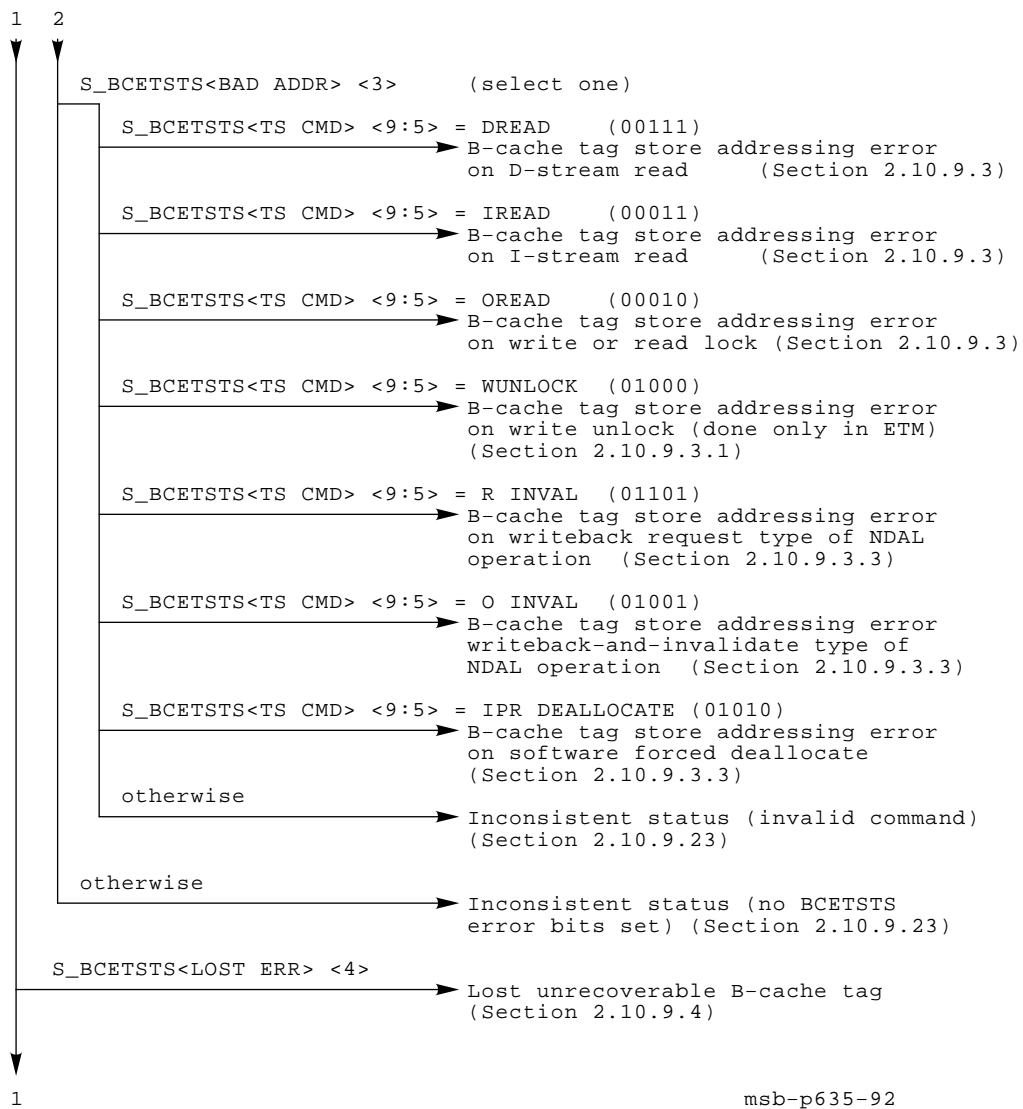 1 2
S_BCETSTS<BAD ADDR> <3> (select one)
S_BCETSTS<TS CMD> <9:5> = DREAD (00111)
B-cache tag store addressing error
on D-stream read (Section 2.10.9.3)
S_BCETSTS<TS CMD> <9:5> = IREAD (00011)
B-cache tag store addressing error
on I-stream read (Section 2.10.9.3)
S_BCETSTS<TS CMD> <9:5> = OREAD (00010)
B-cache tag store addressing error
on write or read lock (Section 2.10.9.3)
S_BCETSTS<TS CMD> <9:5> = WUNLOCK (01000)
B-cache tag store addressing error
on write unlock (done only in ETM)
(Section 2.10.9.3.1)
S_BCETSTS<TS CMD> <9:5> = R INVAL (01101)
B-cache tag store addressing error
on writeback request type of NDAL
operation (Section 2.10.9.3.3)
S_BCETSTS<TS CMD> <9:5> = O INVAL (01001)
B-cache tag store addressing error
writeback-and-invalidate type of
NDAL operation (Section 2.10.9.3.3)
S_BCETSTS<TS CMD> <9:5> = IPR DEALLOCATE (01010)
B-cache tag store addressing error
on software forced deallocate
(Section 2.10.9.3.3)
otherwise
Inconsistent status (invalid command)
(Section 2.10.9.23)
otherwise
Inconsistent status (no BCETSTS
error bits set) (Section 2.10.9.23)
S_BCETSTS<LOST ERR> <4>
Lost unrecoverable B-cache tag
(Section 2.10.9.4)
1 msb-p635-92